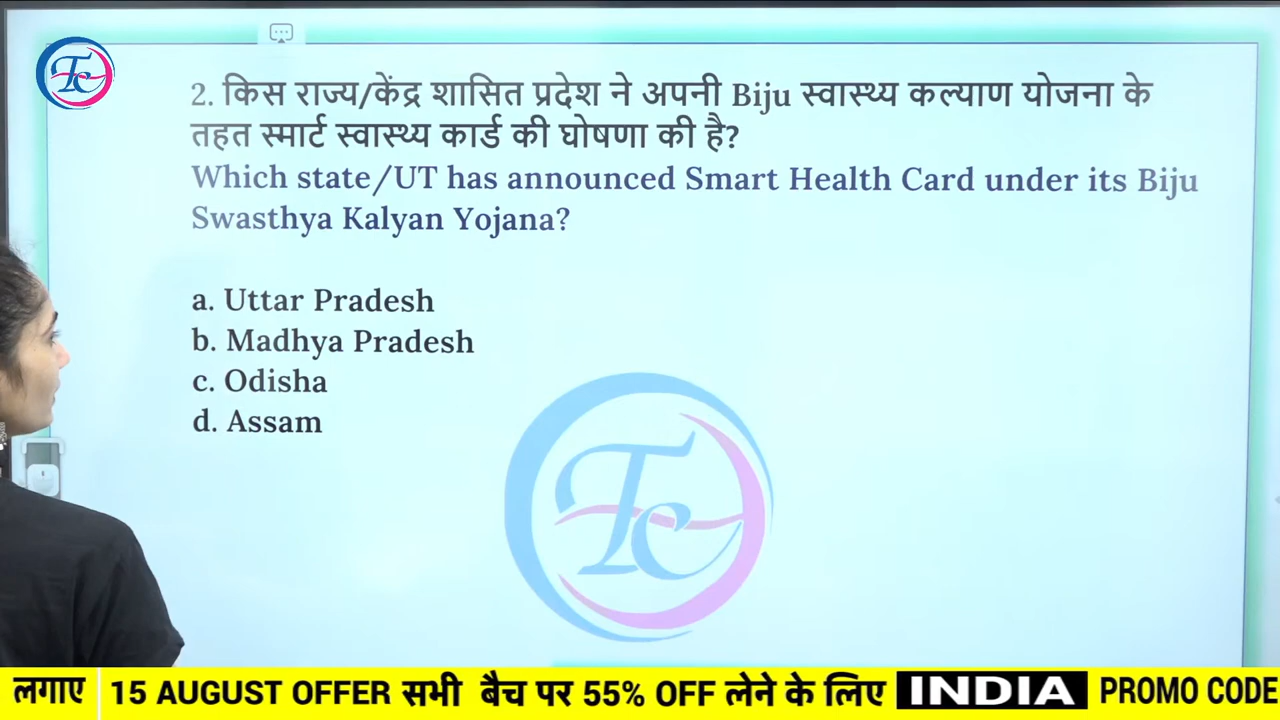 Tc
2. किस राज्य/केंद्र शासित प्रदेश ने अपनी Biju स्वास्थ्य कल्याण योजना के
तहत स्मार्ट स्वास्थ्य कार्ड की घोषणा की है?
Which state/UT has announced Smart Health Card under its Biju
Swasthya Kalyan Yojana?
a. Uttar Pradesh
b. Madhya Pradesh
c. Odisha
d. Assam
Tc
लगाए 15 AUGUST OFFER सभी बैच पर 55% OFF लेने के लिए INDIA PROMO CODE